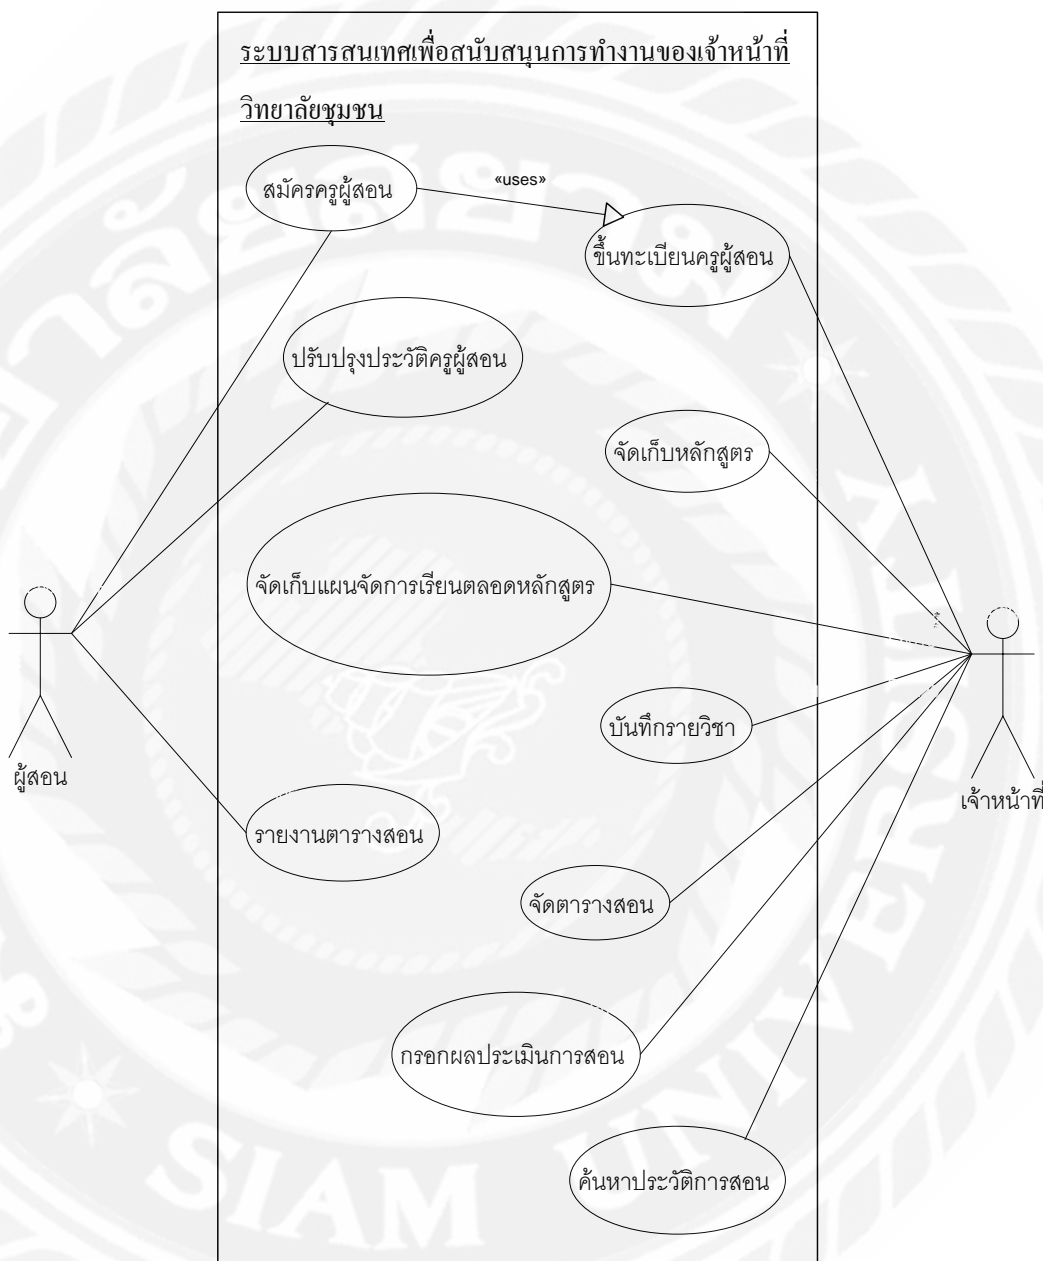 ระบบสารสนเทศเพื่อสนับสนุนการทำงานของเจ้าหน้าที่
วิทยาลัยชุมชน
สมัครครูผู้สอน
«uses»
ขึ้นทะเบียนครูผู้สอน
ปรับปรุงประวัติครูผู้สอน
จัดเก็บหลักสูตร
จัดเก็บแผนจัดการเรียนตลอดหลักสูตร
บันทึกรายวิชา
ผู้สอน
เจ้าหน้าที่
รายงานตารางสอน
จัดตารางสอน
กรอกผลประเมินการสอน
ค้นหาประวัติการสอน
SIAM UNIVERSITY